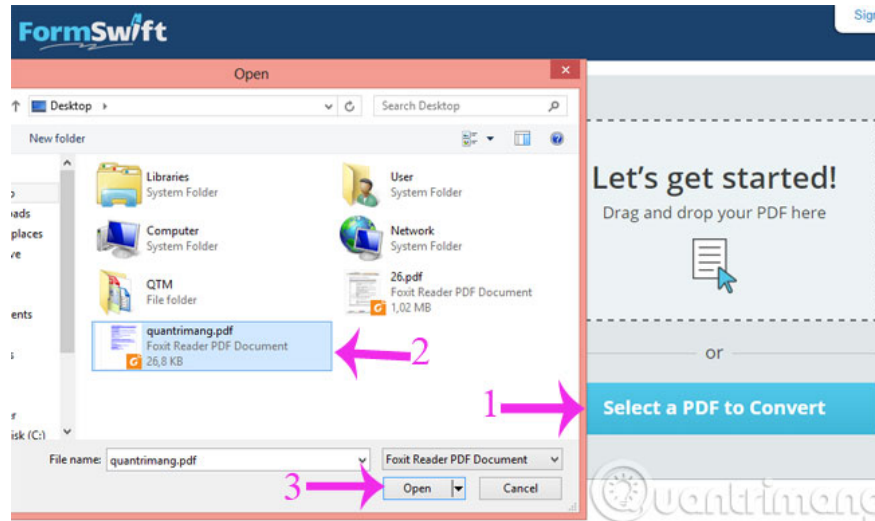 FormSwift
Sign
Open
Desktop
Search Desktop
New folder
Libraries
System Folder
User
System Folder
Computer
System Folder
Network
System Folder
QTM
File folder
26.pdf
Foxit Reader PDF Document
1,02 MB
quantrimang.pdf
Foxit Reader PDF Document
26,8 KB
ads
places
ve
ents
isk (C:)
File name: quantrimang.pdf
Foxit Reader PDF Document
Open
Cancel
Let's get started!
Drag and drop your PDF here
or
Select a PDF to Convert
1
2
3
uantrimang